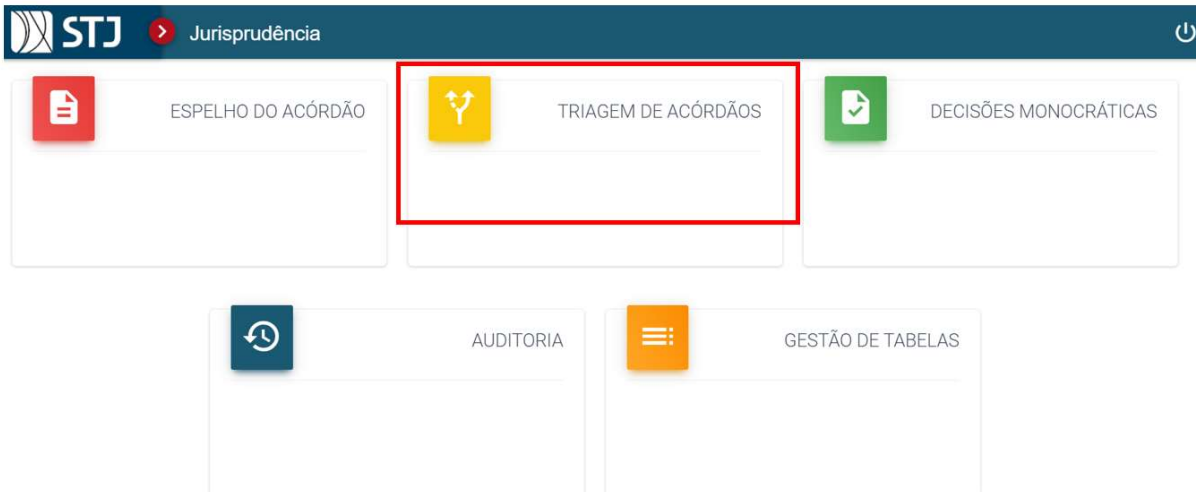 STJ Jurisprudência
ESPELHO DO ACÓRDÃO
TRIAGEM DE ACÓRDÃOS
DECISÕES MONOCRÁTICAS
AUDITORIA
GESTÃO DE TABELAS